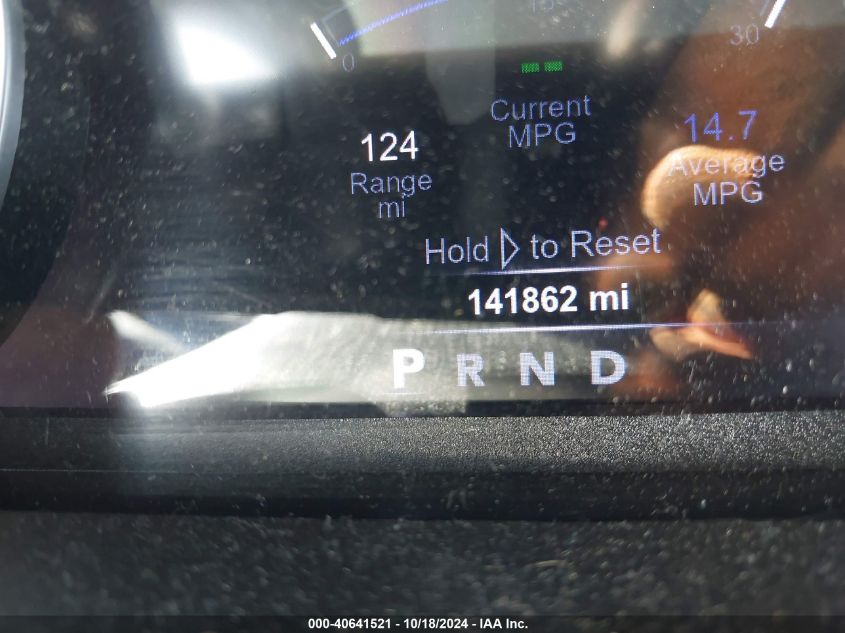 0
30
Current
MPG
14.7
Average
MPG
124
Range
mi
Hold to Reset
141862 mi
P R N D
000-40641521 - 10/18/2024 - IAA Inc.